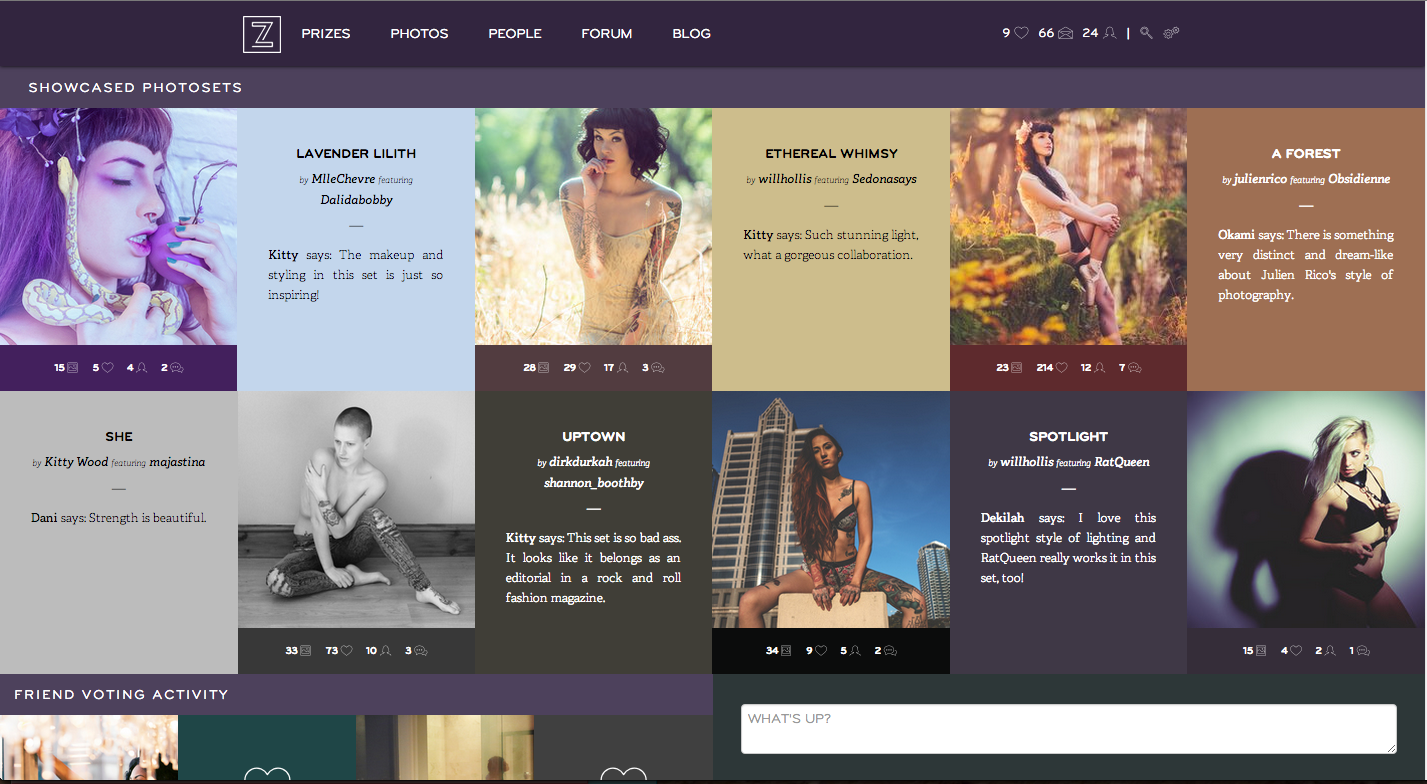 Z PRIZES PHOTOS PEOPLE FORUM BLOG 9 66 24 |
SHOWCASED PHOTOSETS
LAVENDER LILITH
by MlleChevre featuring
Dalidabobby
—
Kitty says: The makeup and
styling in this set is just so
inspiring!
ETHEREAL WHIMSY
by willhollis featuring Sedonasays
—
Kitty says: Such stunning light,
what a gorgeous collaboration.
A FOREST
by julienrico featuring Obsidienne
—
Okami says: There is something
very distinct and dream-like
about Julien Rico's style of
photography.
15 5 4 2
28 29 17 3
23 214 12 7
SHE
by Kitty Wood featuring majastina
—
Dani says: Strength is beautiful.
UPTOWN
by dirkdurkah featuring
shannon_boothby
—
Kitty says: This set is so bad ass.
It looks like it belongs as an
editorial in a rock and roll
fashion magazine.
SPOTLIGHT
by willhollis featuring RatQueen
—
Dekilah says: I love this
spotlight style of lighting and
RatQueen really works it in this
set, too!
33 73 10 3
34 9 5 2
15 4 2 1
FRIEND VOTING ACTIVITY
WHAT'S UP?